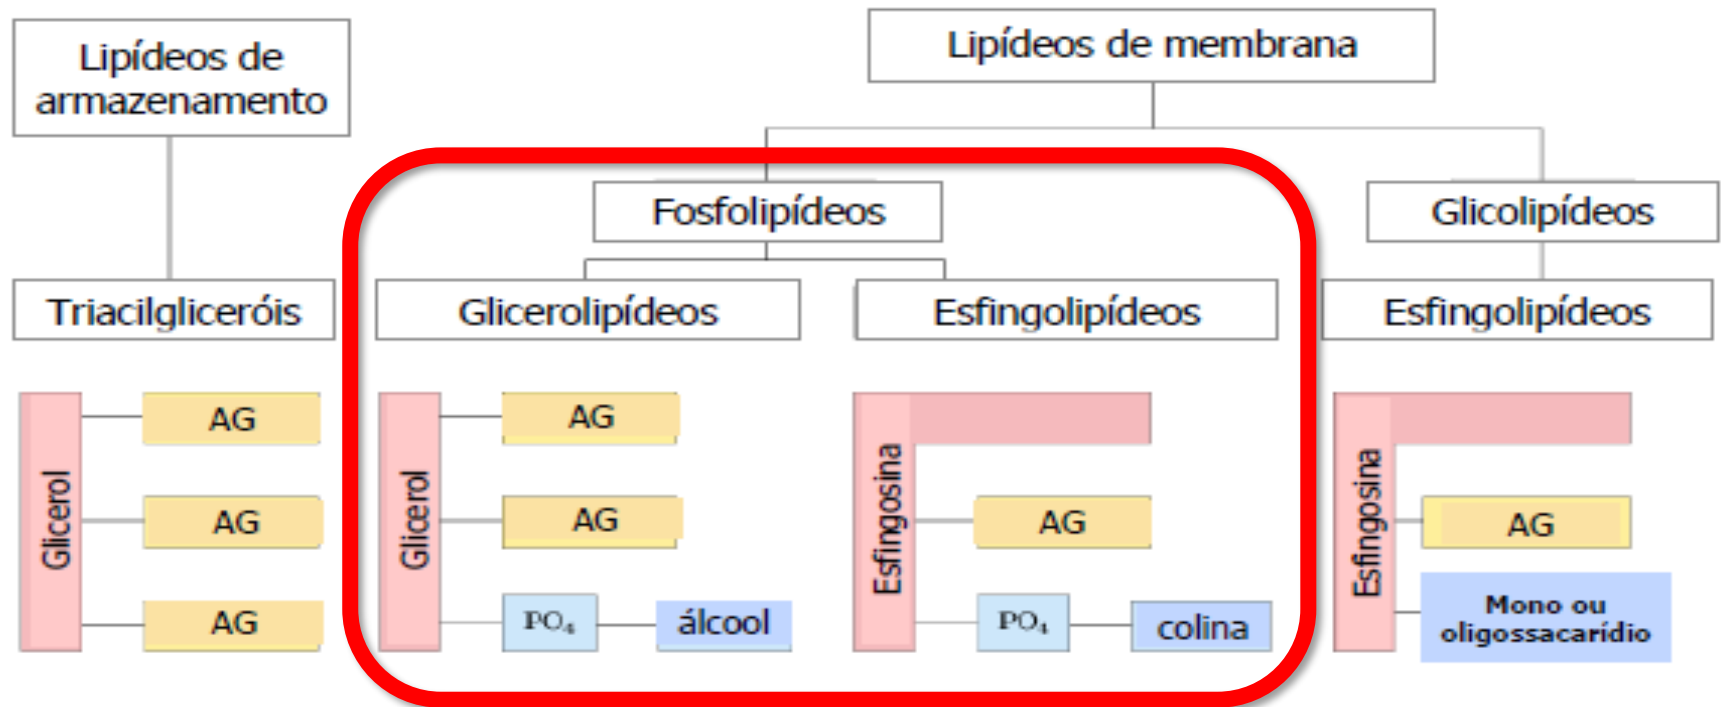 Lipídeos de
armazenamento
Lipídeos de membrana
Fosfolipídeos
Glicolipídeos
Triacilgliceróis
Glicerolipídeos
Esfingolipídeos
Esfingolipídeos
Glicerol
AG
AG
AG
Glicerol
AG
AG
PO₄
álcool
Esfingosina
AG
PO₄
colina
Esfingosina
AG
Mono ou
oligossacarídio